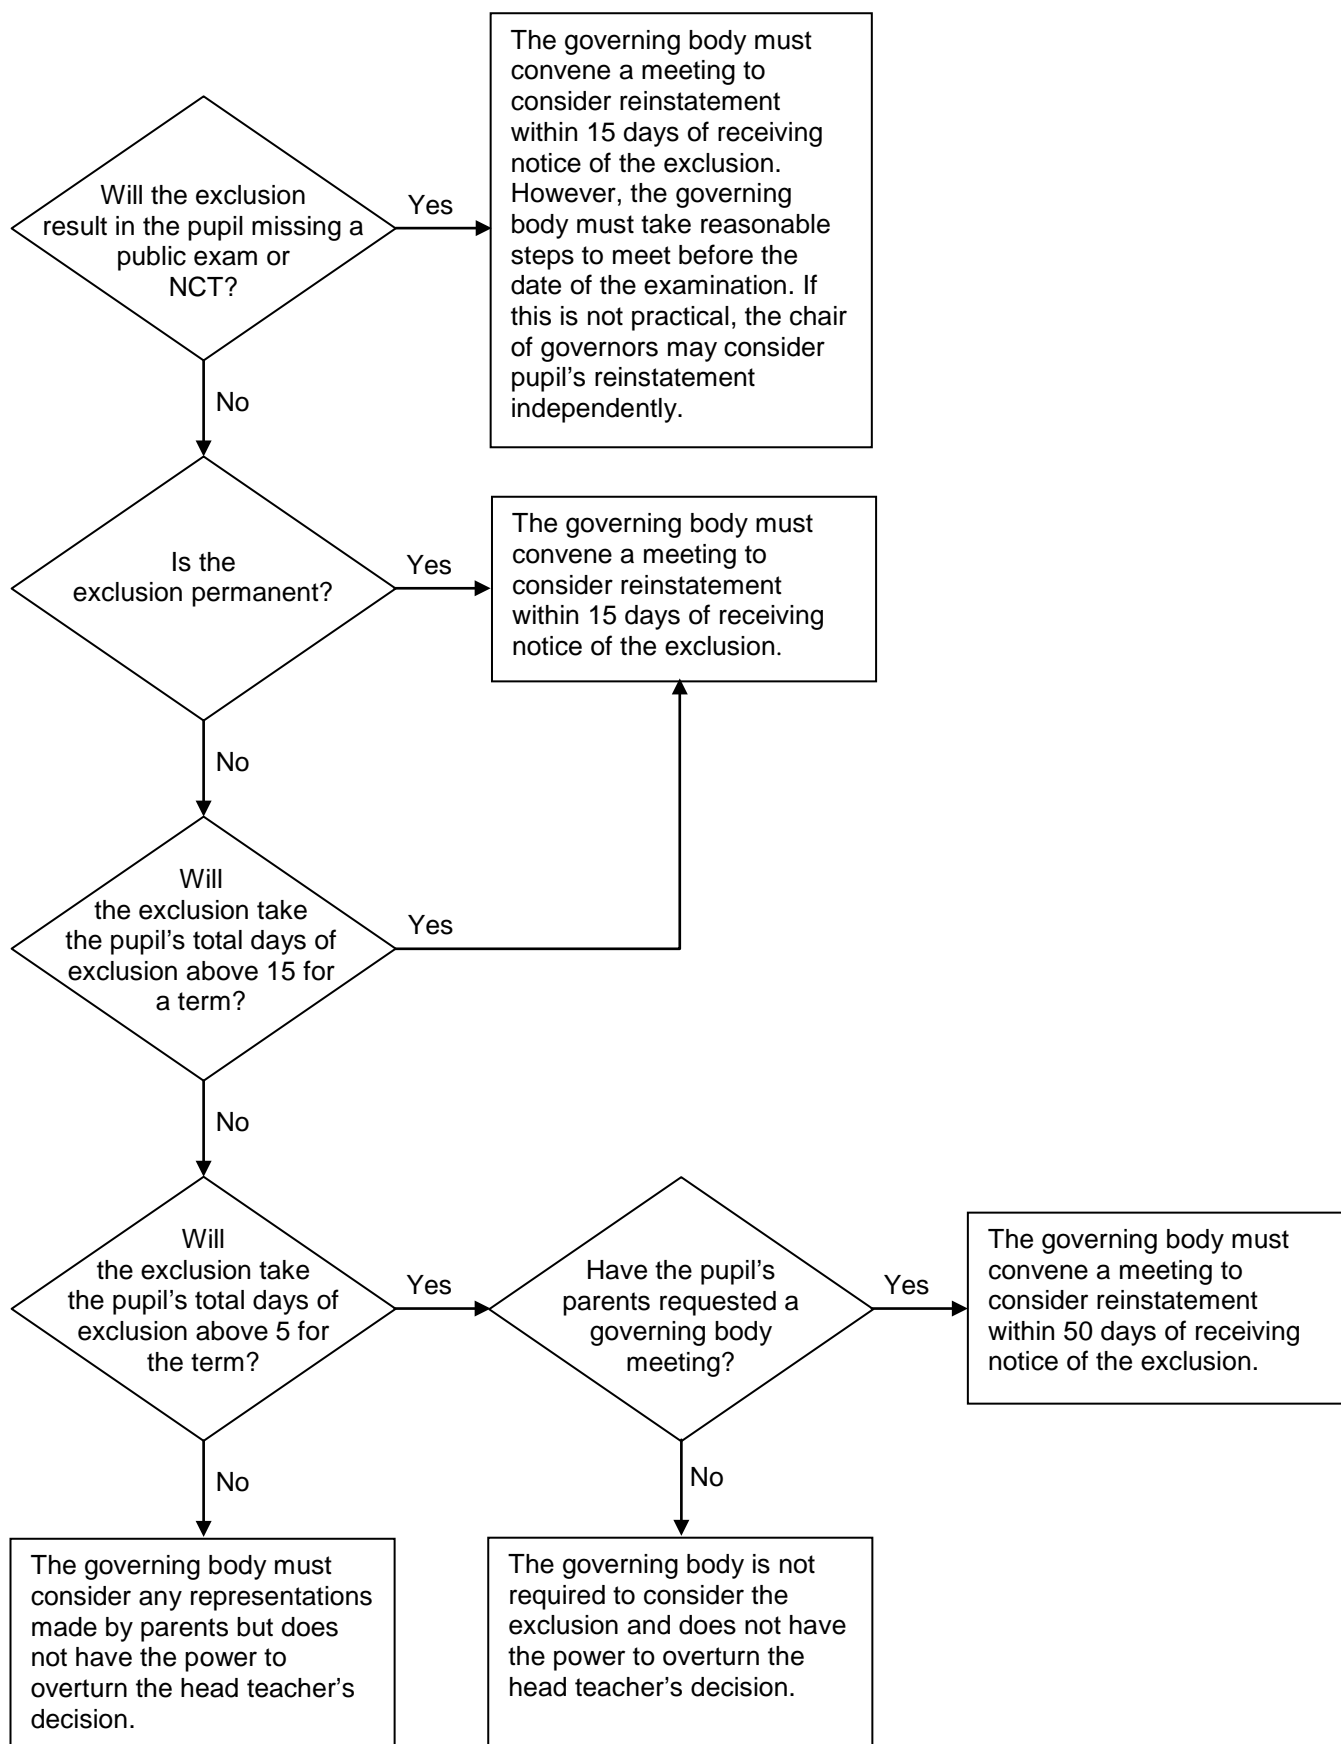 The governing body must
convene a meeting to
consider reinstatement
within 15 days of receiving
notice of the exclusion.
However, the governing
body must take reasonable
steps to meet before the
date of the examination. If
this is not practical, the chair
of governors may consider
pupil’s reinstatement
independently.
Will the exclusion
result in the pupil missing a
public exam or
NCT?
Yes
No
Is the
exclusion permanent?
Yes
The governing body must
convene a meeting to
consider reinstatement
within 15 days of receiving
notice of the exclusion.
No
Will
the exclusion take
the pupil’s total days of
exclusion above 15 for
a term?
Yes
No
Will
the exclusion take
the pupil’s total days of
exclusion above 5 for
the term?
Yes
Have the pupil’s
parents requested a
governing body
meeting?
Yes
The governing body must
convene a meeting to
consider reinstatement
within 50 days of receiving
notice of the exclusion.
No
No
The governing body must
consider any representations
made by parents but does
not have the power to
overturn the head teacher’s
decision.
The governing body is not
required to consider the
exclusion and does not have
the power to overturn the
head teacher’s decision.